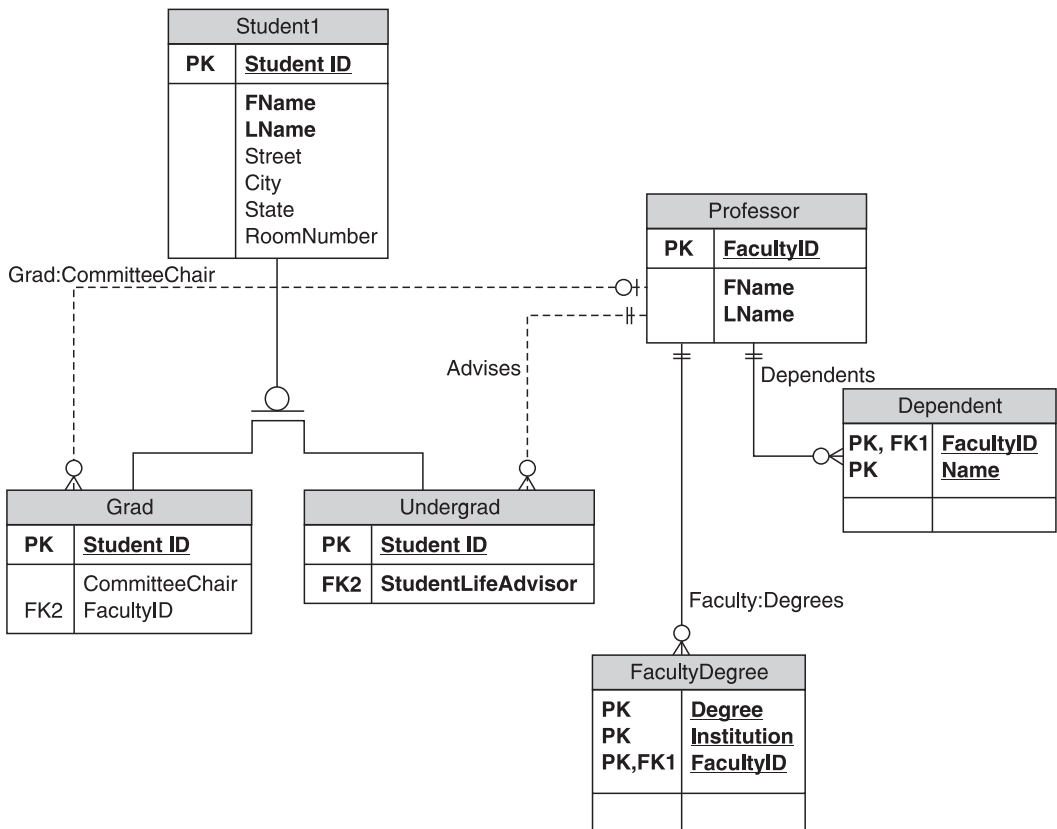 Student1
PK Student ID
FName
LName
Street
City
State
RoomNumber
Professor
PK FacultyID
FName
LName
Grad:CommitteeChair
Advises
Dependents
Dependent
PK, FK1 FacultyID
PK Name
Grad
PK Student ID
CommitteeChair
FK2 FacultyID
Undergrad
PK Student ID
FK2 StudentLifeAdvisor
Faculty:Degrees
FacultyDegree
PK Degree
PK Institution
PK,FK1 FacultyID